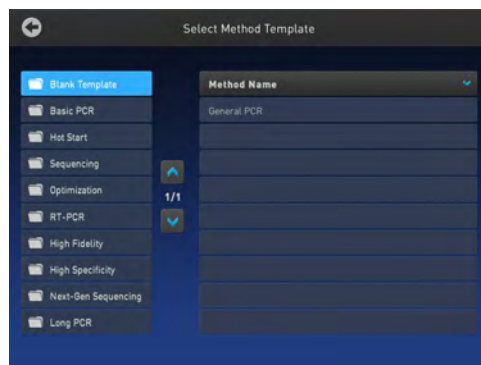 Select Method Template
Blank Template
Basic PCR
Hot Start
Sequencing
Optimization
RT-PCR
High Fidelity
High Specificity
Next-Gen Sequencing
Long PCR
1/1
Method Name
General PCR